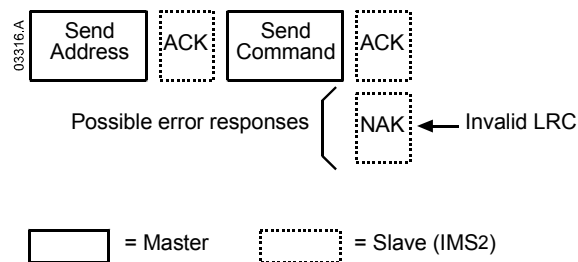 03316.A
Send
Address
ACK
Send
Command
ACK
Possible error responses
NAK
Invalid LRC
= Master
= Slave (IMS2)